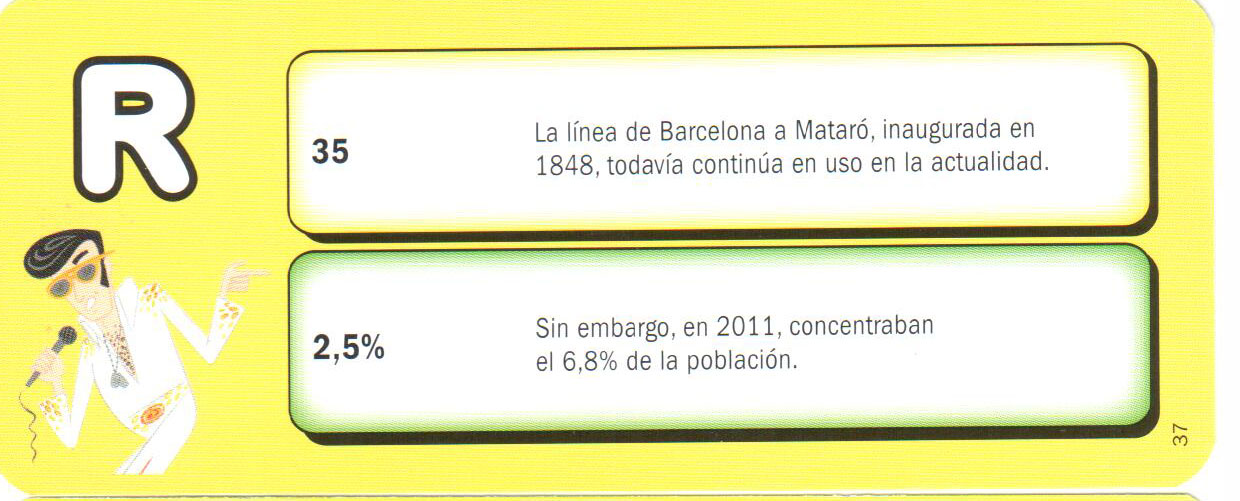 R
35
La línea de Barcelona a Mataró, inaugurada en
1848, todavía continúa en uso en la actualidad.
2,5%
Sin embargo, en 2011, concentraban
el 6,8% de la población.
37